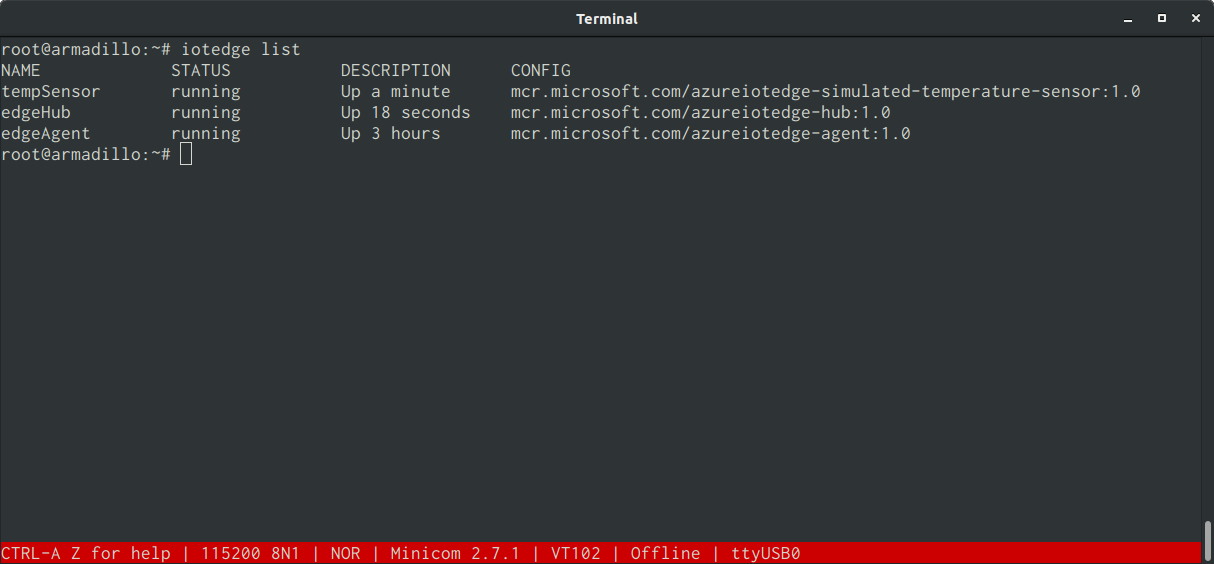 Terminal
root@armadillo:~# iotedge list
NAME             STATUS           DESCRIPTION      CONFIG
tempSensor       running          Up a minute      mcr.microsoft.com/azureiotedge-simulated-temperature-sensor:1.0
edgeHub          running          Up 18 seconds    mcr.microsoft.com/azureiotedge-hub:1.0
edgeAgent        running          Up 3 hours       mcr.microsoft.com/azureiotedge-agent:1.0
root@armadillo:~#
CTRL-A Z for help | 115200 8N1 | NOR | Minicom 2.7.1 | VT102 | Offline | ttyUSB0